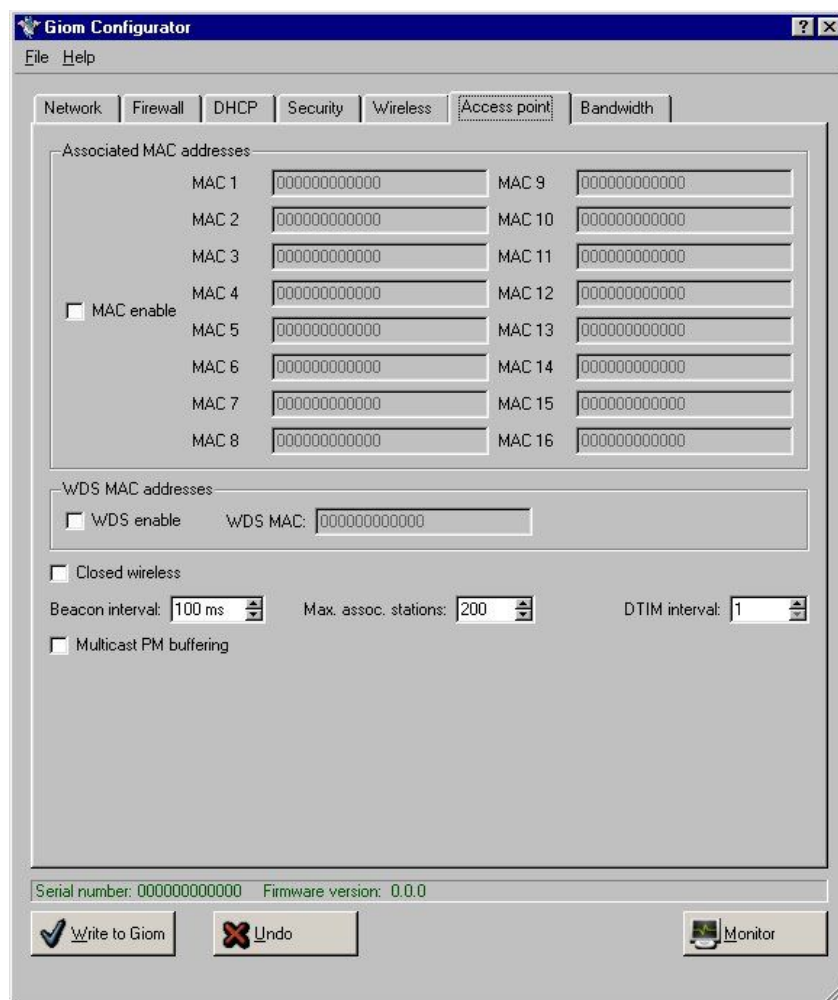 Giom Configurator
File Help
Network Firewall DHCP Security Wireless Access point Bandwidth
Associated MAC addresses
MAC 1 000000000000 MAC 9 000000000000
MAC 2 000000000000 MAC 10 000000000000
MAC 3 000000000000 MAC 11 000000000000
MAC 4 000000000000 MAC 12 000000000000
MAC enable
MAC 5 000000000000 MAC 13 000000000000
MAC 6 000000000000 MAC 14 000000000000
MAC 7 000000000000 MAC 15 000000000000
MAC 8 000000000000 MAC 16 000000000000
WDS MAC addresses
WDS enable WDS MAC: 000000000000
Closed wireless
Beacon interval: 100 ms Max. assoc. stations: 200 DTIM interval: 1
Multicast PM buffering
Serial number: 000000000000 Firmware version: 0.0.0
Write to Giom Undo Monitor